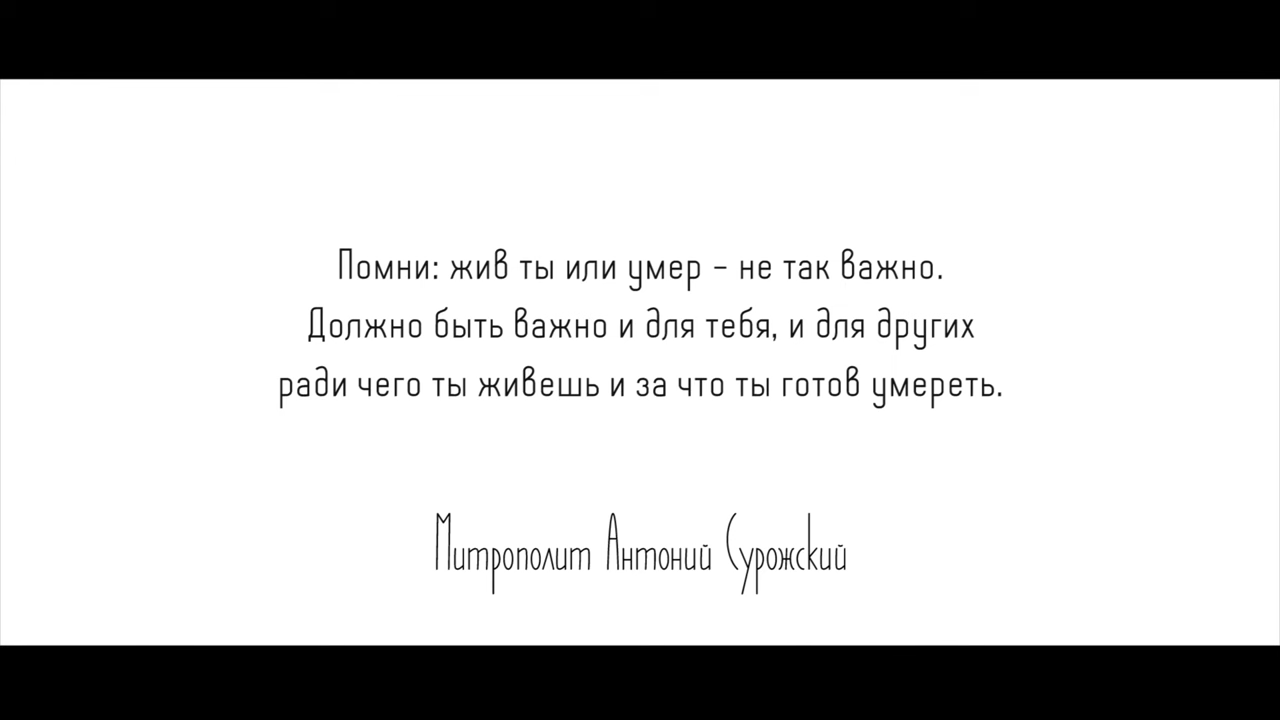 Помни: жив ты или умер – не так важно.
Должно быть важно и для тебя, и для других
ради чего ты живешь и за что ты готов умереть.
Митрополит Антоний Сурожский